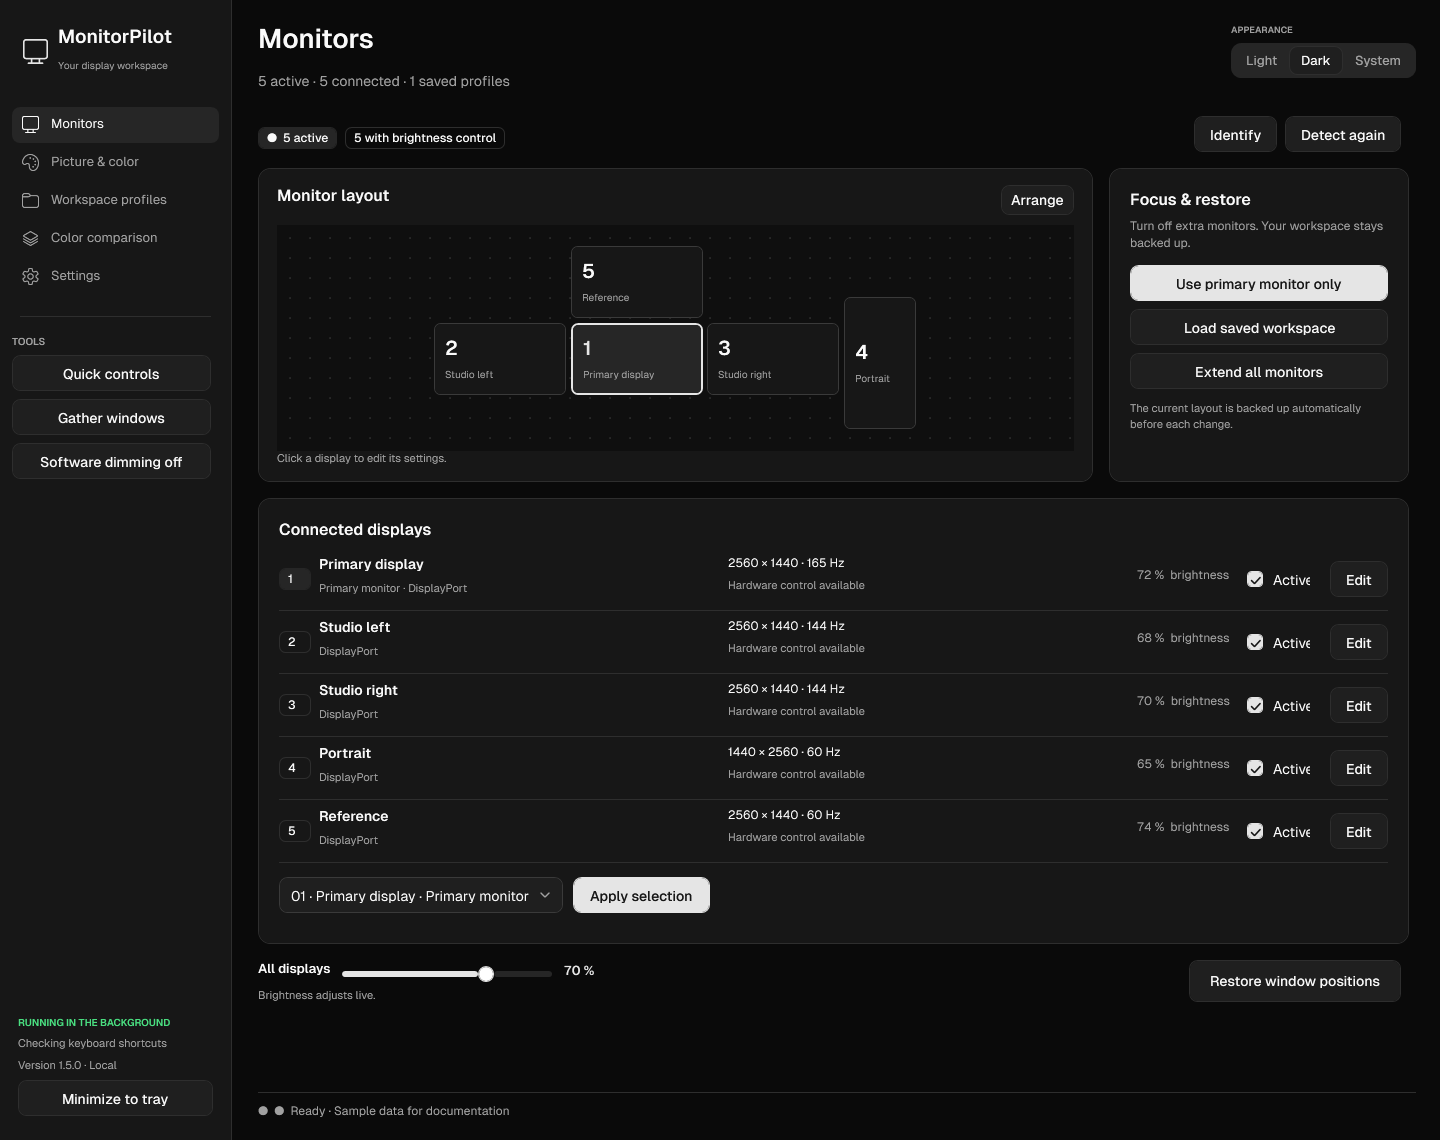 MonitorPilot
Your display workspace
Monitors
Picture & color
Workspace profiles
Color comparison
Settings
TOOLS
Quick controls
Gather windows
Software dimming off
RUNNING IN THE BACKGROUND
Checking keyboard shortcuts
Version 1.5.0 · Local
Minimize to tray
Monitors
5 active · 5 connected · 1 saved profiles
APPEARANCE
Light Dark System
5 active 5 with brightness control
Identify Detect again
Monitor layout
Arrange
5
Reference
2
Studio left
1
Primary display
3
Studio right
4
Portrait
Click a display to edit its settings.
Focus & restore
Turn off extra monitors. Your workspace stays
backed up.
Use primary monitor only
Load saved workspace
Extend all monitors
The current layout is backed up automatically
before each change.
Connected displays
1 Primary display 2560 × 1440 · 165 Hz 72 % brightness Active Edit
Primary monitor · DisplayPort Hardware control available
2 Studio left 2560 × 1440 · 144 Hz 68 % brightness Active Edit
DisplayPort Hardware control available
3 Studio right 2560 × 1440 · 144 Hz 70 % brightness Active Edit
DisplayPort Hardware control available
4 Portrait 1440 × 2560 · 60 Hz 65 % brightness Active Edit
DisplayPort Hardware control available
5 Reference 2560 × 1440 · 60 Hz 74 % brightness Active Edit
DisplayPort Hardware control available
01 · Primary display · Primary monitor Apply selection
All displays 70 %
Brightness adjusts live.
Restore window positions
Ready · Sample data for documentation